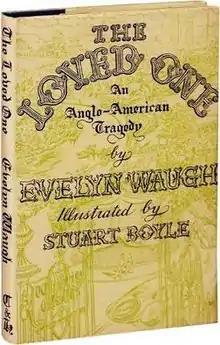 THE
LOVED ONE
An
Anglo-American
Tragedy
by
EVELYN WAUGH
Illustrated by
STUART BOYLE
The Loved One
Evelyn Waugh